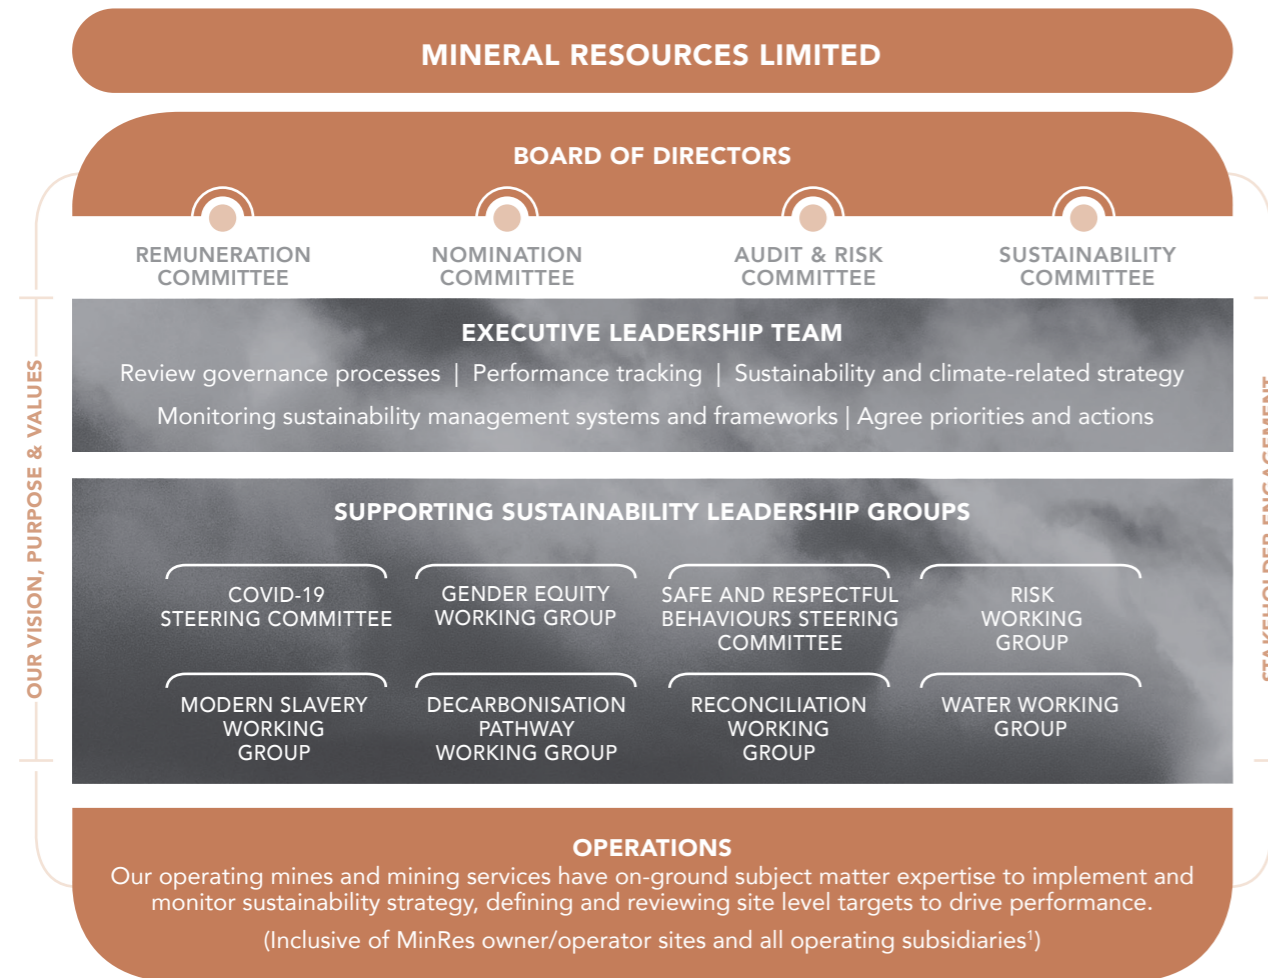 MINERAL RESOURCES LIMITED
BOARD OF DIRECTORS
REMUNERATION
COMMITTEE
NOMINATION
COMMITTEE
AUDIT & RISK
COMMITTEE
SUSTAINABILITY
COMMITTEE
OUR VISION, PURPOSE & VALUES
EXECUTIVE LEADERSHIP TEAM
Review governance processes | Performance tracking | Sustainability and climate-related strategy
Monitoring sustainability management systems and frameworks | Agree priorities and actions
SUPPORTING SUSTAINABILITY LEADERSHIP GROUPS
COVID-19
STEERING COMMITTEE
GENDER EQUITY
WORKING GROUP
SAFE AND RESPECTFUL
BEHAVIOURS STEERING
COMMITTEE
RISK
WORKING
GROUP
MODERN SLAVERY
WORKING
GROUP
DECARBONISATION
PATHWAY
WORKING GROUP
RECONCILIATION
WORKING
GROUP
WATER WORKING
GROUP
STAKEHOLDER ENGAGEMENT
OPERATIONS
Our operating mines and mining services have on-ground subject matter expertise to implement and
monitor sustainability strategy, defining and reviewing site level targets to drive performance.
(Inclusive of MinRes owner/operator sites and all operating subsidiaries¹)